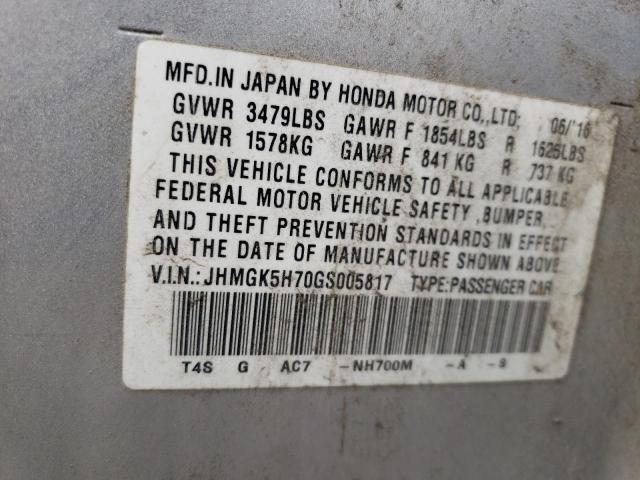 MFD.IN JAPAN BY HONDA MOTOR CO.,LTD; 06/'16
GVWR 3479LBS GAWR F 1854LBS R 1625LBS
GVWR 1578KG GAWR F 841 KG R 737 KG
THIS VEHICLE CONFORMS TO ALL APPLICABLE
FEDERAL MOTOR VEHICLE SAFETY ,BUMPER,
AND THEFT PREVENTION STANDARDS IN EFFECT
ON THE DATE OF MANUFACTURE SHOWN ABOVE
V.I.N.:JHMGK5H70GS005817 TYPE:PASSENGER CAR
T4S G AC7 -NH700M -A -S